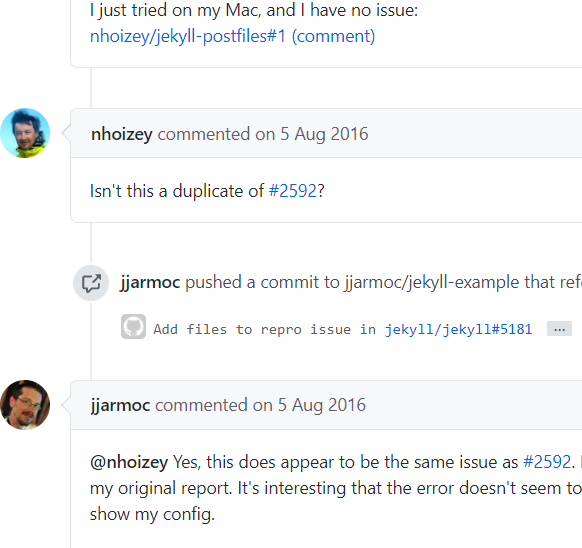 I just tried on my Mac, and I have no issue:
nhoizey/jekyll-postfiles#1 (comment)
nhoizey commented on 5 Aug 2016
Isn't this a duplicate of #2592?
jjarmoc pushed a commit to jjarmoc/jekyll-example that
Add files to repro issue in jekyll/jekyll#5181 ...
jjarmoc commented on 5 Aug 2016
@nhoizey Yes, this does appear to be the same issue as #2592.
my original report. It's interesting that the error doesn't seem to
show my config.